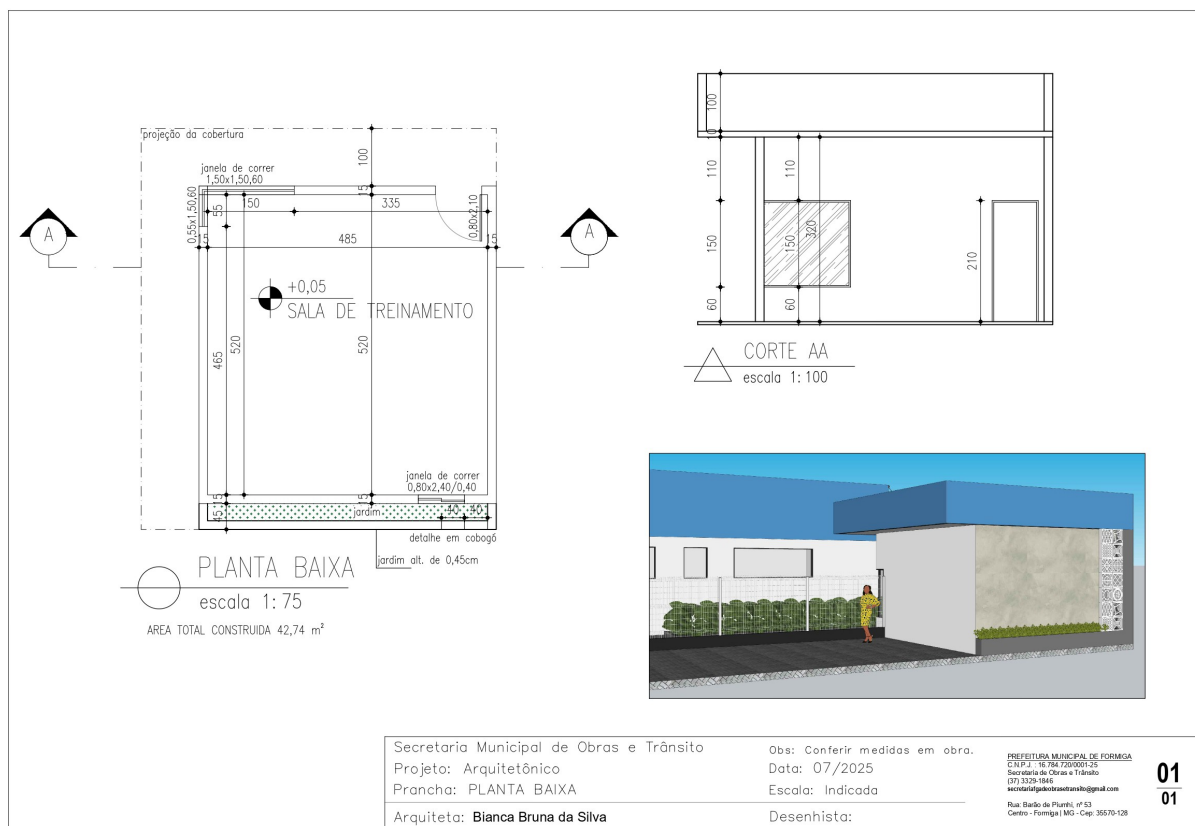 projeção da cobertura
janela de correr
1,50x1,50,60
100
15
150
335
55
0,55x1,50,60
0,80x2,10
A
A
15
485
15
+0,05
SALA DE TREINAMENTO
465
520
520
janela de correr
0,80x2,40/0,40
15
15
45
jardim
40
40
detalhe em cobogó
jardim alt. de 0,45cm
PLANTA BAIXA
escala 1:75
AREA TOTAL CONSTRUIDA 42,74 m²
100
10
110
110
150
150
320
210
60
60
CORTE AA
escala 1:100
Secretaria Municipal de Obras e Trânsito
Projeto: Arquitetônico
Prancha: PLANTA BAIXA
Arquiteta: Bianca Bruna da Silva
Obs: Conferir medidas em obra.
Data: 07/2025
Escala: Indicada
Desenhista:
PREFEITURA MUNICIPAL DE FORMIGA
C.N.P.J. : 16.784.720/0001-25
Secretaria de Obras e Trânsito
(37) 3329-1846
secretariafgadeobrasetransito@gmail.com
Rua: Barão de Piumhi, nº 53
Centro - Formiga | MG - Cep: 35570-128
01
01